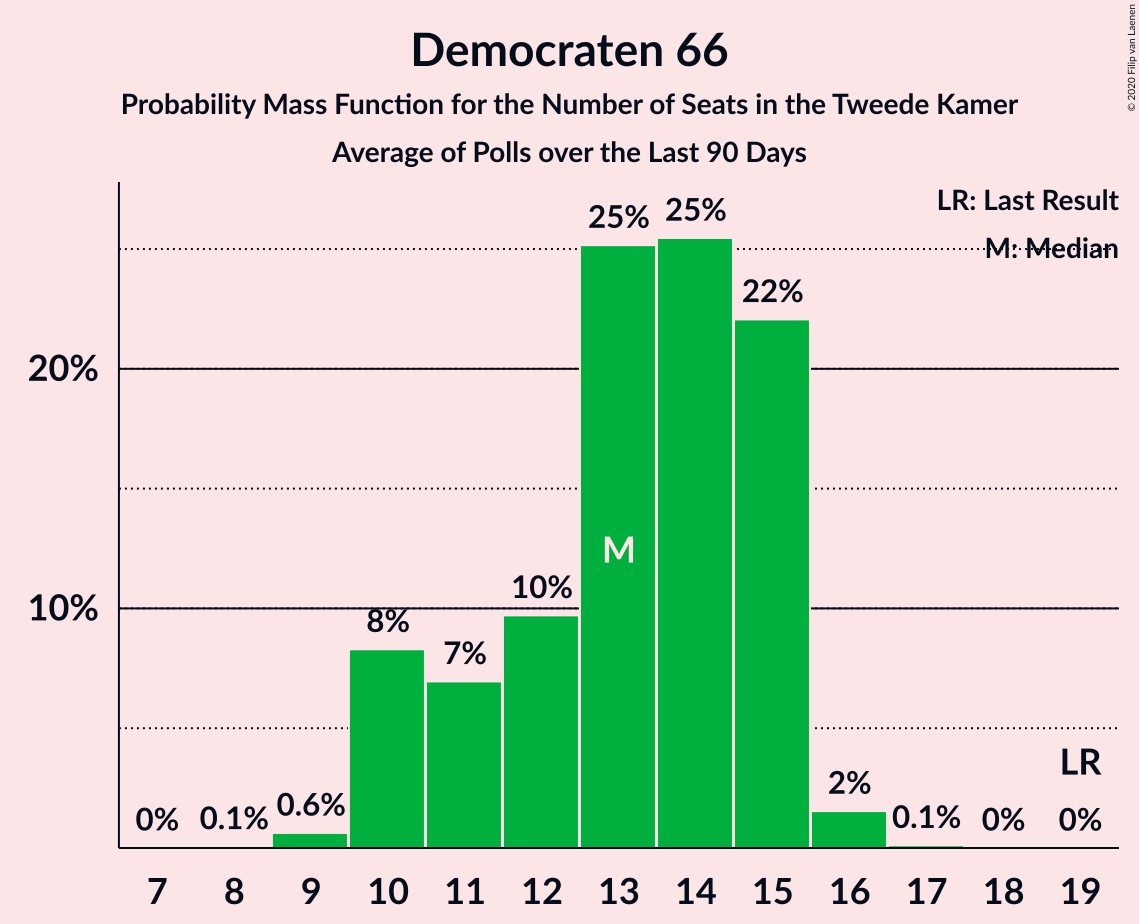 Democraten 66
Probability Mass Function for the Number of Seats in the Tweede Kamer
Average of Polls over the Last 90 Days
© 2020 Filip van Laenen
LR: Last Result
M: Median
25%
25%
22%
20%
M
10%
10%
8%
7%
LR
0%
0.1%
0.6%
2%
0.1%
0%
0%
7 8 9 10 11 12 13 14 15 16 17 18 19